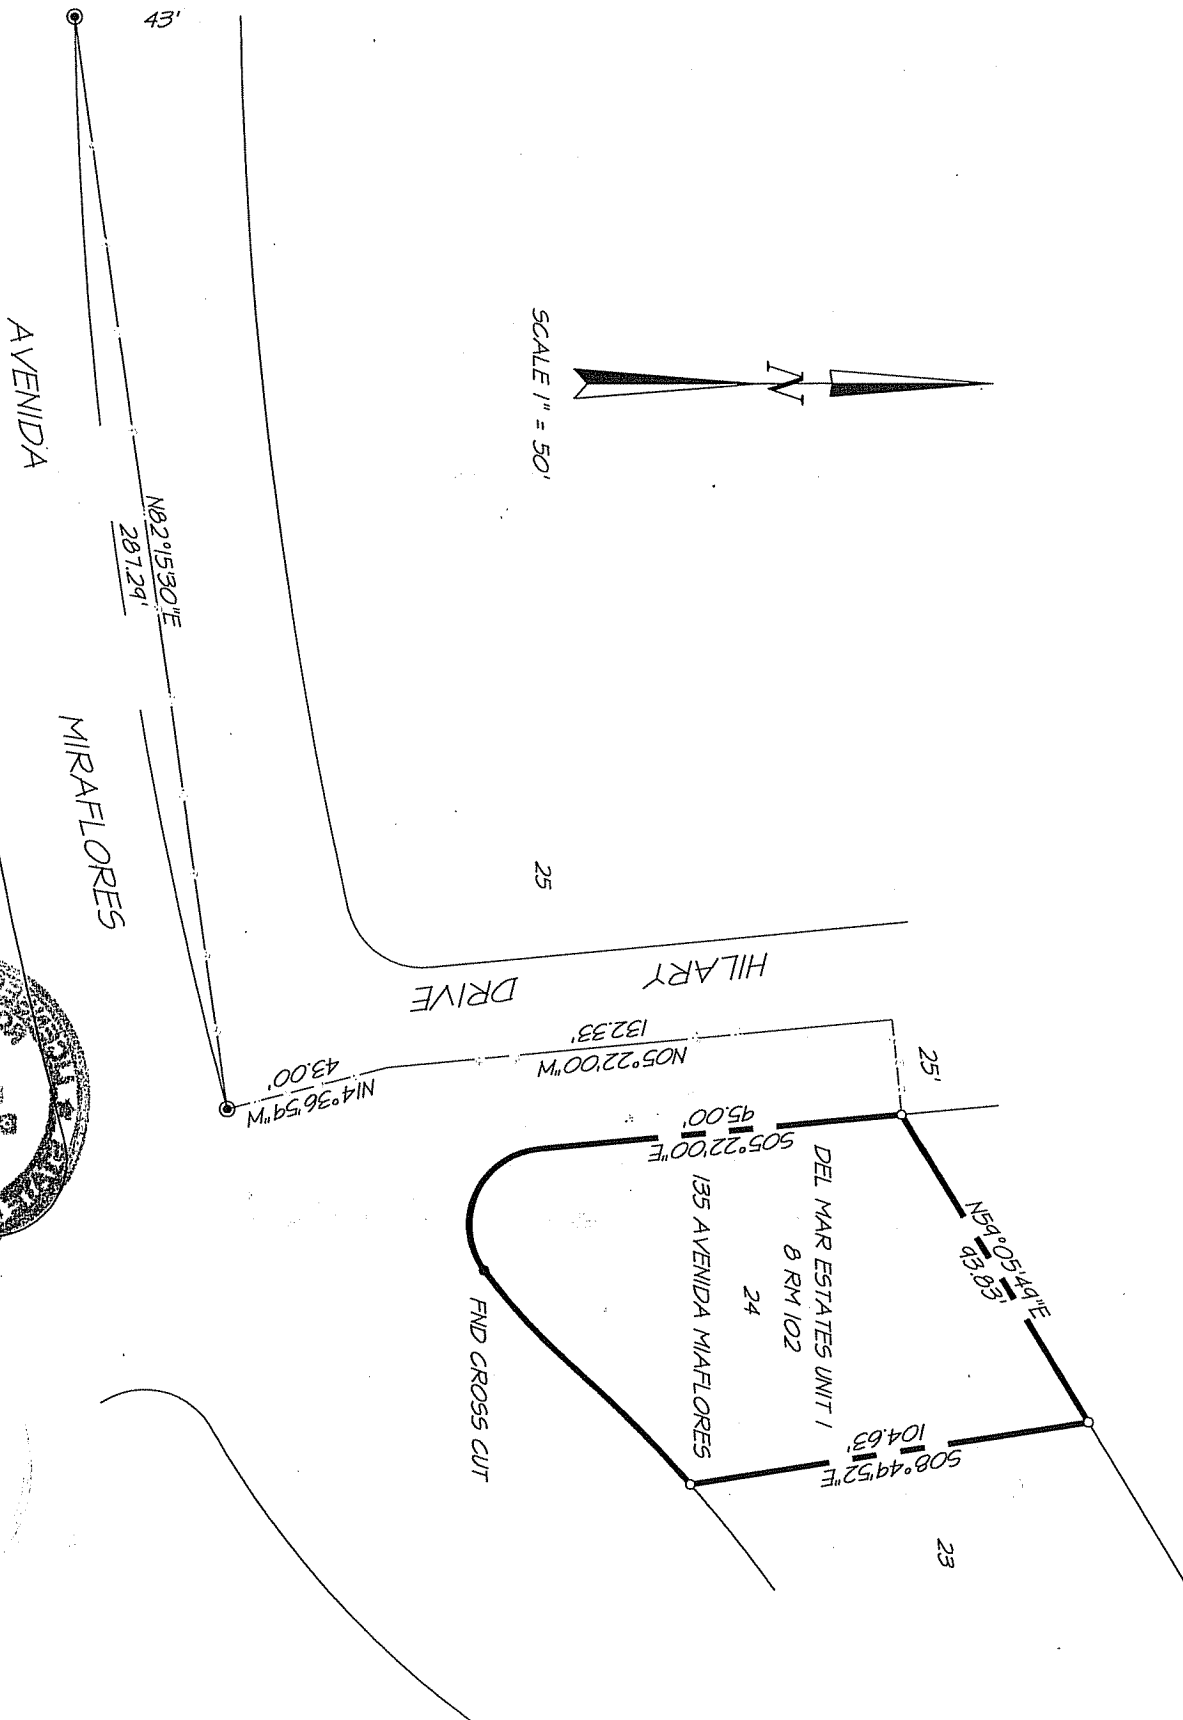 43'
AVENIDA
MIRAFLORES
N82°15'30"E
287.29'
SCALE 1" = 50'
N
25
HILARY
DRIVE
N14°36'59"W
43.00'
N05°22'00"W
132.33'
25'
S05°22'00"E
95.00'
N59°05'49"E
93.83'
S08°49'52"E
104.63'
DEL MAR ESTATES UNIT 1
8 RM 102
24
135 AVENIDA MIAFLORES
FND CROSS CUT
23